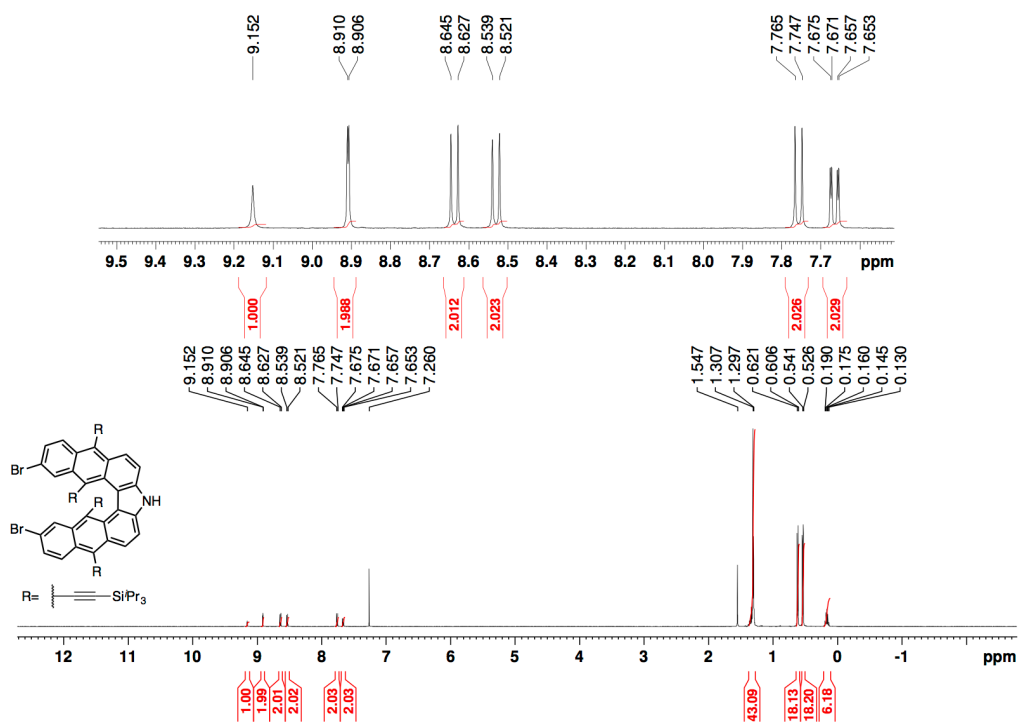 9.152 8.910 8.906 8.645 8.627 8.539 8.521 7.765 7.747 7.675 7.671 7.657 7.653
9.5 9.4 9.3 9.2 9.1 9.0 8.9 8.8 8.7 8.6 8.5 8.4 8.3 8.2 8.1 8.0 7.9 7.8 7.7 ppm
1.000 1.988 2.012 2.023 2.026 2.029
9.152 8.910 8.906 8.645 8.627 8.539 8.521 7.765 7.747 7.675 7.671 7.657 7.653 7.260 1.547 1.307 1.297 0.621 0.606 0.541 0.526 0.190 0.175 0.160 0.145 0.130
R
Br
R
NH
R
Br
R
R= SiⁱPr₃
12 11 10 9 8 7 6 5 4 3 2 1 0 -1 ppm
1.00 1.99 2.01 2.02 2.03 2.03 43.09 18.13 18.20 6.18